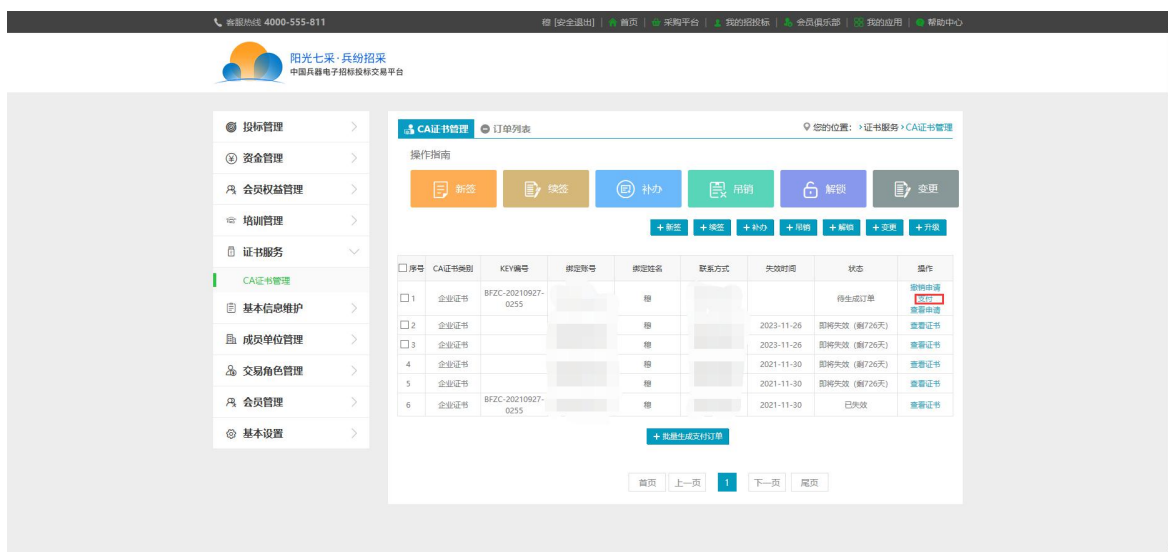 客服热线 4000-555-811
穆 [安全退出] | 首页 | 采购平台 | 我的招投标 | 会员俱乐部 | 我的应用 | 帮助中心
阳光七采·兵纷招采
中国兵器电子招标投标交易平台
投标管理
资金管理
会员权益管理
培训管理
证书服务
CA证书管理
基本信息维护
成员单位管理
交易角色管理
会员管理
基本设置
CA证书管理 订单列表 您的位置： >证书服务>CA证书管理
操作指南
新签 续签 补办 吊销 解锁 变更
+新签 +续签 +补办 +吊销 +解锁 +变更 +升级
序号 CA证书类别 KEY编号 绑定账号 绑定姓名 联系方式 失效时间 状态 操作
1 企业证书 BFZC-20210927-0255 穆 待生成订单 撤销申请 支付 查看申请
2 企业证书 穆 2023-11-26 即将失效 (剩726天) 查看证书
3 企业证书 穆 2023-11-26 即将失效 (剩726天) 查看证书
4 企业证书 穆 2021-11-30 即将失效 (剩726天) 查看证书
5 企业证书 穆 2021-11-30 即将失效 (剩726天) 查看证书
6 企业证书 BFZC-20210927-0255 穆 2021-11-30 已失效 查看证书
+批量生成支付订单
首页 上一页 1 下一页 尾页